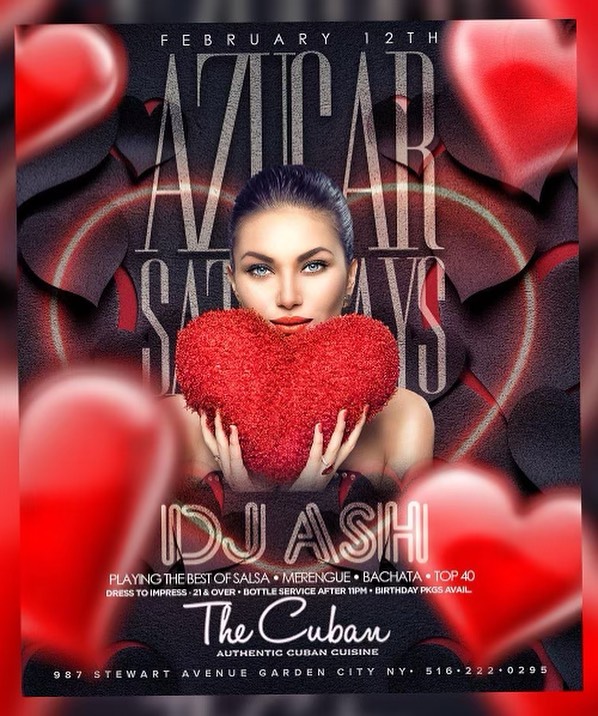 FEBRUARY 12TH
AZUCAR
SATURDAYS
DJ ASH
PLAYING THE BEST OF SALSA • MERENGUE • BACHATA • TOP 40
DRESS TO IMPRESS • 21 & OVER • BOTTLE SERVICE AFTER 11PM • BIRTHDAY PKGS AVAIL.
The Cuban
AUTHENTIC CUBAN CUISINE
987 STEWART AVENUE GARDEN CITY NY • 516•222•0295